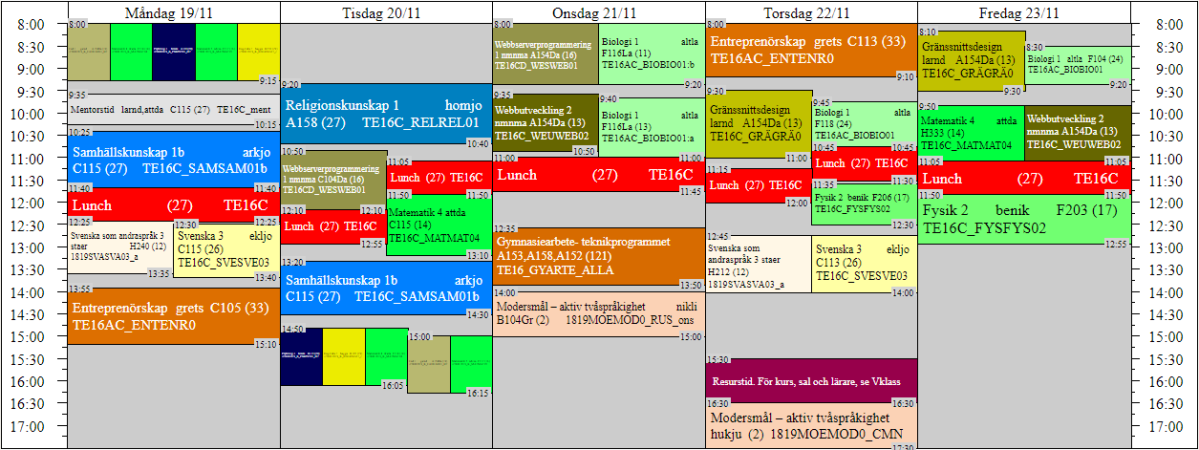 Måndag 19/11
Tisdag 20/11
Onsdag 21/11
Torsdag 22/11
Fredag 23/11
8:00
8:30
9:00
9:30
10:00
10:30
11:00
11:30
12:00
12:30
13:00
13:30
14:00
14:30
15:00
15:30
16:00
16:30
17:00
8:00
9:15
9:35
Mentorstid larnd,attda C115 (27) TE16C_ment
10:15
10:25
Samhällskunskap 1b arkjo
C115 (27) TE16C_SAMSAM01b
11:40
11:40
Lunch (27) TE16C
12:25
12:25
Svenska som andraspråk 3
staer H240 (12)
1819SVASVA03_a
13:35
12:30
Svenska 3 ekljo
C115 (26)
TE16C_SVESVE03
13:40
13:55
Entreprenörskap grets C105 (33)
TE16AC_ENTENR0
15:10
9:20
Religionskunskap 1 homjo
A158 (27) TE16C_RELREL01
10:40
10:50
Webbserverprogrammering
1 nmnma C104Da (16)
TE16CD_WESWEB01
12:10
11:05
Lunch (27) TE16C
11:50
12:10
Lunch (27) TE16C
12:55
11:50
Matematik 4 attda
C115 (14)
TE16C_MATMAT04
13:10
13:20
Samhällskunskap 1b arkjo
C115 (27) TE16C_SAMSAM01b
14:30
14:50
16:05
15:00
16:15
8:00
Webbserverprogrammering
1 nmnma A154Da (16)
TE16CD_WESWEB01
Biologi 1 altla
F116La (11)
TE16AC_BIOBIO01:b
9:20
9:35
Webbutveckling 2
nmnma A154Da (13)
TE16C_WEUWEB02
10:50
9:40
Biologi 1 altla
F116La (13)
TE16AC_BIOBIO01:a
11:00
11:00
Lunch (27) TE16C
11:45
12:35
Gymnasiearbete- teknikprogrammet
A153,A158,A152 (121)
TE16_GYARTE_ALLA
13:50
14:00
Modersmål – aktiv tvåspråkighet nikli
B104Gr (2) 1819MOEMOD0_RUS_ons
15:00
8:00
Entreprenörskap grets C113 (33)
TE16AC_ENTENR0
9:10
9:30
Gränssnittsdesign
larnd A154Da (13)
TE16C_GRÄGRÄ0
11:00
9:45
Biologi 1 altla
F118 (24)
TE16AC_BIOBIO01
10:45
10:45
Lunch (27) TE16C
11:15
Lunch (27) TE16C
12:00
11:35
Fysik 2 benik F206 (17)
TE16C_FYSFYS02
12:30
12:45
Svenska som
andraspråk 3 staer
H212 (12)
1819SVASVA03_a
Svenska 3 ekljo
C113 (26)
TE16C_SVESVE03
14:00
15:30
Resurstid. För kurs, sal och lärare, se Vklass
16:30
16:30
Modersmål – aktiv tvåspråkighet
hukju (2) 1819MOEMOD0_CMN
17:30
8:10
Gränssnittsdesign
larnd A154Da (13)
TE16C_GRÄGRÄ0
9:30
8:30
Biologi 1 altla F104 (24)
TE16AC_BIOBIO01
9:20
9:50
Matematik 4 attda
H333 (14)
TE16C_MATMAT04
11:05
Webbutveckling 2
nmnma A154Da (13)
TE16C_WEUWEB02
11:05
Lunch (27) TE16C
11:50
Fysik 2 benik F203 (17)
TE16C_FYSFYS02
12:55
8:00
8:30
9:00
9:30
10:00
10:30
11:00
11:30
12:00
12:30
13:00
13:30
14:00
14:30
15:00
15:30
16:00
16:30
17:00